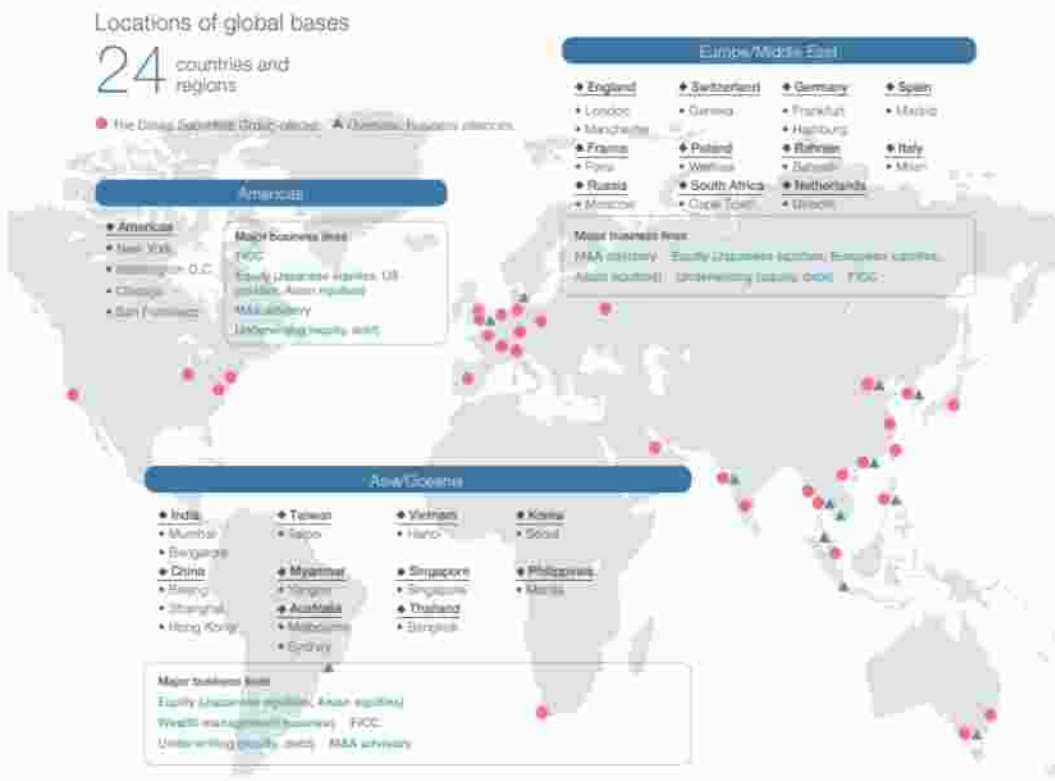 Locations of global bases
24 countries and
regions
Group offices
Europe/Middle East
England
Switzerland
Germany
Spain
London
Geneva
Frankfurt
Madrid
Hamburg
France
Poland
Bahrain
Italy
Milan
Russia
South Africa
Netherlands
Moscow
Cape Town
Major business lines
M&A advisory Equity (Japanese equities, European equities,
Asian equities) Underwriting (equity, debt) FICC
Americas
Americas
New York
Washington D.C.
Chicago
San Francisco
Major business lines
FICC
Equity (Japanese equities, US
equities, Asian equities)
M&A advisory
Underwriting (equity, debt)
Asia/Oceania
India
Taiwan
Vietnam
Korea
Mumbai
Taipei
Hanoi
Seoul
Bangalore
China
Myanmar
Singapore
Philippines
Beijing
Yangon
Singapore
Manila
Shanghai
Australia
Thailand
Hong Kong
Melbourne
Bangkok
Sydney
Major business lines
Equity (Japanese equities, Asian equities)
Wealth management business FICC
Underwriting (equity, debt) M&A advisory